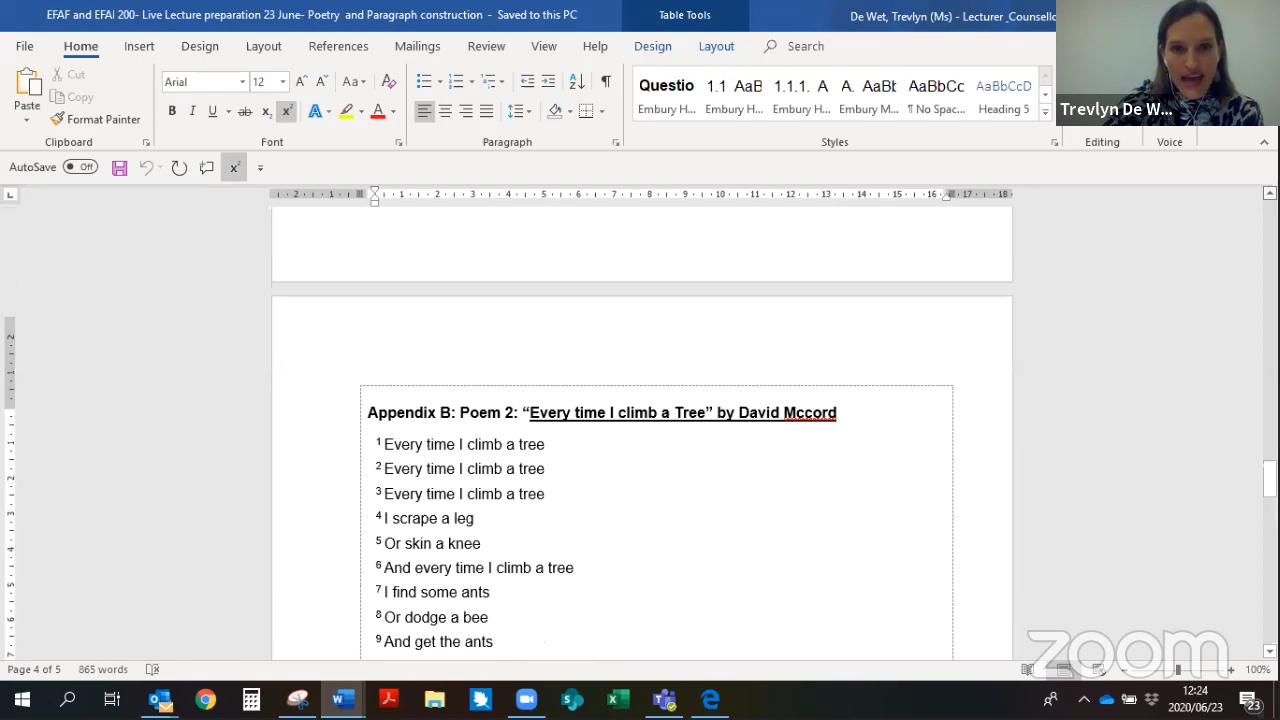 EFAF and EFAI 200- Live Lecture preparation 23 June- Poetry and Paragraph construction - Saved to this PC
Table Tools
De Wet, Trevlyn (Ms) - Lecturer _Counsello
File Home Insert Design Layout References Mailings Review View Help Design Layout Search
Paste
Cut
Copy
Format Painter
Arial 12
Questio 1.1 AaB 1.1.1. A A. AaBb AaBbCc AaBbCcD
Embury H... Embury H... Embury H... Embury M... ¶ No Spac... Heading 5
Trevlyn De W...
Clipboard Font Paragraph Styles Editing Voice
AutoSave Off
Appendix B: Poem 2: “Every time I climb a Tree” by David Mccord
1 Every time I climb a tree
2 Every time I climb a tree
3 Every time I climb a tree
4 I scrape a leg
5 Or skin a knee
6 And every time I climb a tree
7 I find some ants
8 Or dodge a bee
9 And get the ants
zoom
Page 4 of 5 865 words 100%
12:24
2020/06/23
23